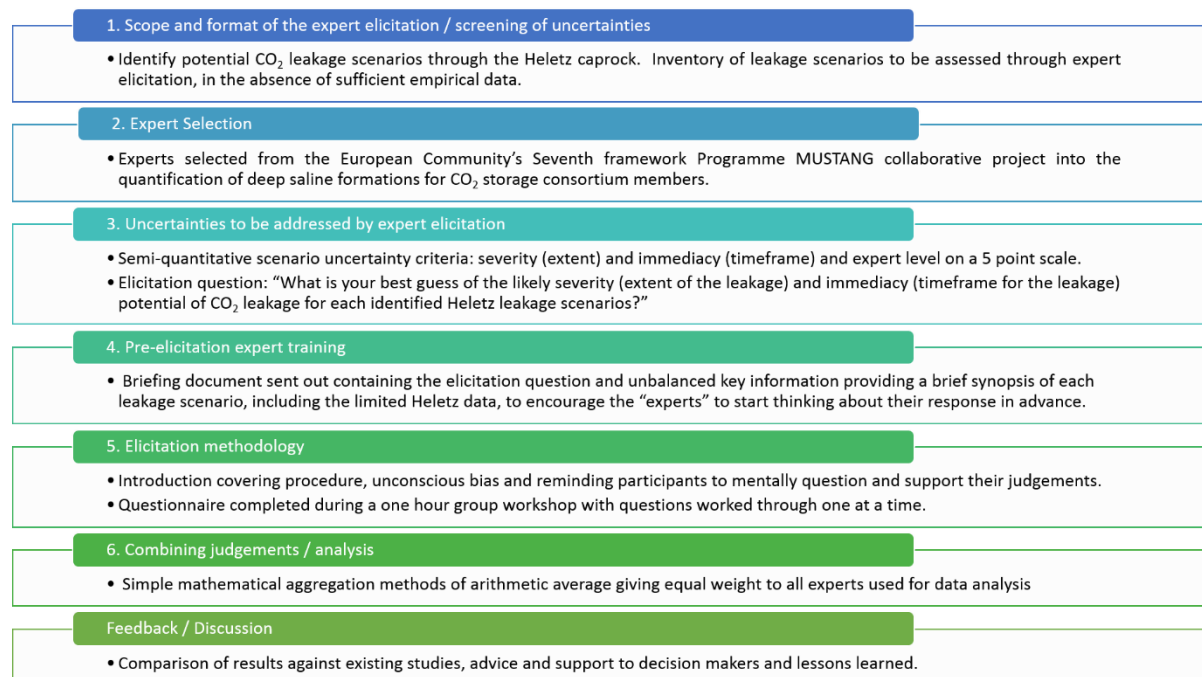 1. Scope and format of the expert elicitation / screening of uncertainties
• Identify potential CO₂ leakage scenarios through the Heletz caprock. Inventory of leakage scenarios to be assessed through expert
elicitation, in the absence of sufficient empirical data.
2. Expert Selection
• Experts selected from the European Community's Seventh framework Programme MUSTANG collaborative project into the
quantification of deep saline formations for CO₂ storage consortium members.
3. Uncertainties to be addressed by expert elicitation
• Semi-quantitative scenario uncertainty criteria: severity (extent) and immediacy (timeframe) and expert level on a 5 point scale.
• Elicitation question: “What is your best guess of the likely severity (extent of the leakage) and immediacy (timeframe for the leakage)
potential of CO₂ leakage for each identified Heletz leakage scenarios?”
4. Pre-elicitation expert training
• Briefing document sent out containing the elicitation question and unbalanced key information providing a brief synopsis of each
leakage scenario, including the limited Heletz data, to encourage the “experts” to start thinking about their response in advance.
5. Elicitation methodology
• Introduction covering procedure, unconscious bias and reminding participants to mentally question and support their judgements.
• Questionnaire completed during a one hour group workshop with questions worked through one at a time.
6. Combining judgements / analysis
• Simple mathematical aggregation methods of arithmetic average giving equal weight to all experts used for data analysis
Feedback / Discussion
• Comparison of results against existing studies, advice and support to decision makers and lessons learned.